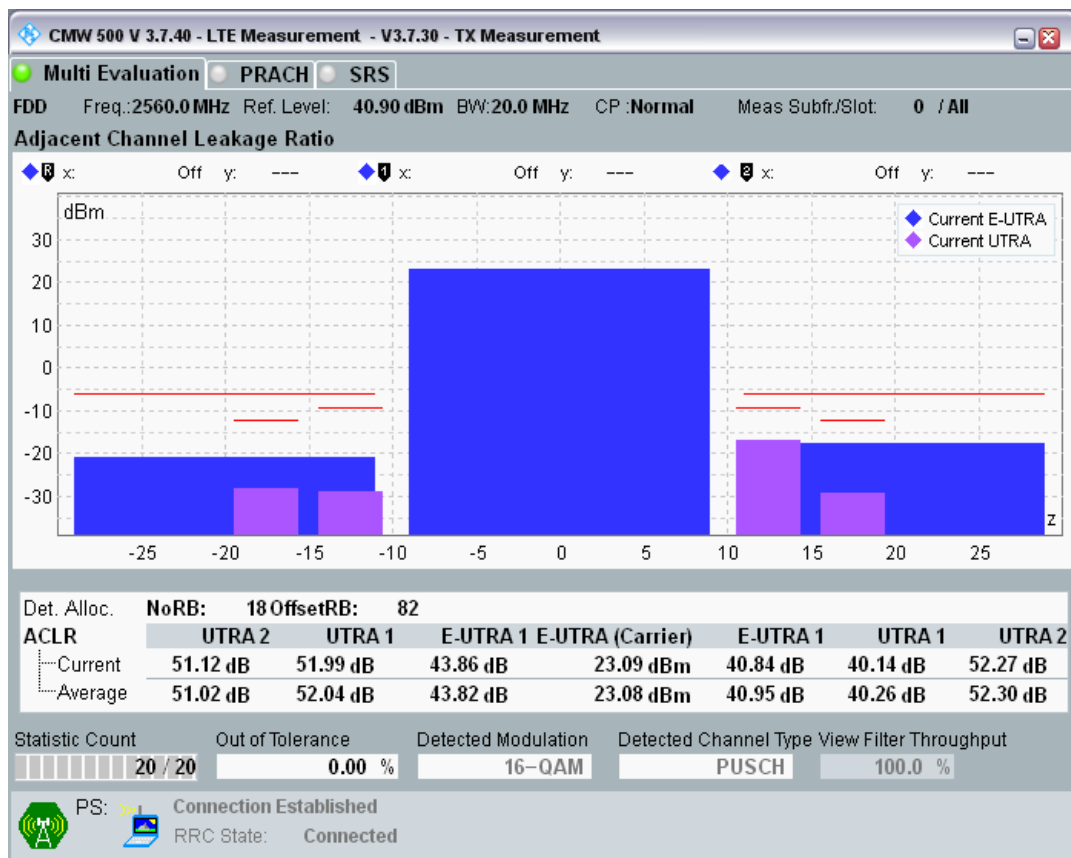 CMW 500 V 3.7.40 - LTE Measurement - V3.7.30 - TX Measurement
Multi Evaluation PRACH SRS
FDD Freq.:2560.0 MHz Ref. Level: 40.90 dBm BW:20.0 MHz CP :Normal Meas Subfr./Slot: 0 / All
Adjacent Channel Leakage Ratio
R x: Off y: --- 1 x: Off y: --- 2 x: Off y: ---
dBm
Current E-UTRA
Current UTRA
30
20
10
0
-10
-20
-30
z
-25 -20 -15 -10 -5 0 5 10 15 20 25
Det. Alloc. NoRB: 18 OffsetRB: 82
ACLR UTRA 2 UTRA 1 E-UTRA 1 E-UTRA (Carrier) E-UTRA 1 UTRA 1 UTRA 2
Current 51.12 dB 51.99 dB 43.86 dB 23.09 dBm 40.84 dB 40.14 dB 52.27 dB
Average 51.02 dB 52.04 dB 43.82 dB 23.08 dBm 40.95 dB 40.26 dB 52.30 dB
Statistic Count Out of Tolerance Detected Modulation Detected Channel Type View Filter Throughput
20 / 20 0.00 % 16-QAM PUSCH 100.0 %
PS: Connection Established
RRC State: Connected